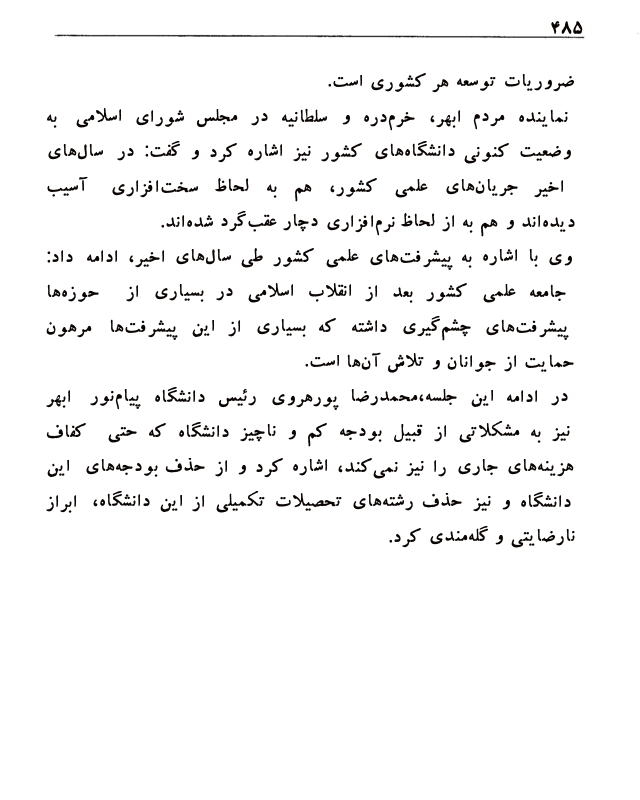 ۴۸۵
ضروریات توسعه هر کشوری است.
نماینده مردم ابهر، خرم‌دره و سلطانیه در مجلس شورای اسلامی به
وضعیت کنونی دانشگاه‌های کشور نیز اشاره کرد و گفت: در سال‌های
اخیر جریان‌های علمی کشور، هم به لحاظ سخت‌افزاری آسیب
دیده‌اند و هم به از لحاظ نرم‌افزاری دچار عقب‌گرد شده‌اند.
وی با اشاره به پیشرفت‌های علمی کشور طی سال‌های اخیر، ادامه داد:
جامعه علمی کشور بعد از انقلاب اسلامی در بسیاری از حوزه‌ها
پیشرفت‌های چشم‌گیری داشته که بسیاری از این پیشرفت‌ها مرهون
حمایت از جوانان و تلاش آن‌ها است.
در ادامه این جلسه،محمدرضا پورهروی رئیس دانشگاه پیام‌نور ابهر
نیز به مشکلاتی از قبیل بودجه کم و ناچیز دانشگاه که حتی کفاف
هزینه‌های جاری را نیز نمی‌کند، اشاره کرد و از حذف بودجه‌های این
دانشگاه و نیز حذف رشته‌های تحصیلات تکمیلی از این دانشگاه، ابراز
نارضایتی و گله‌مندی کرد.